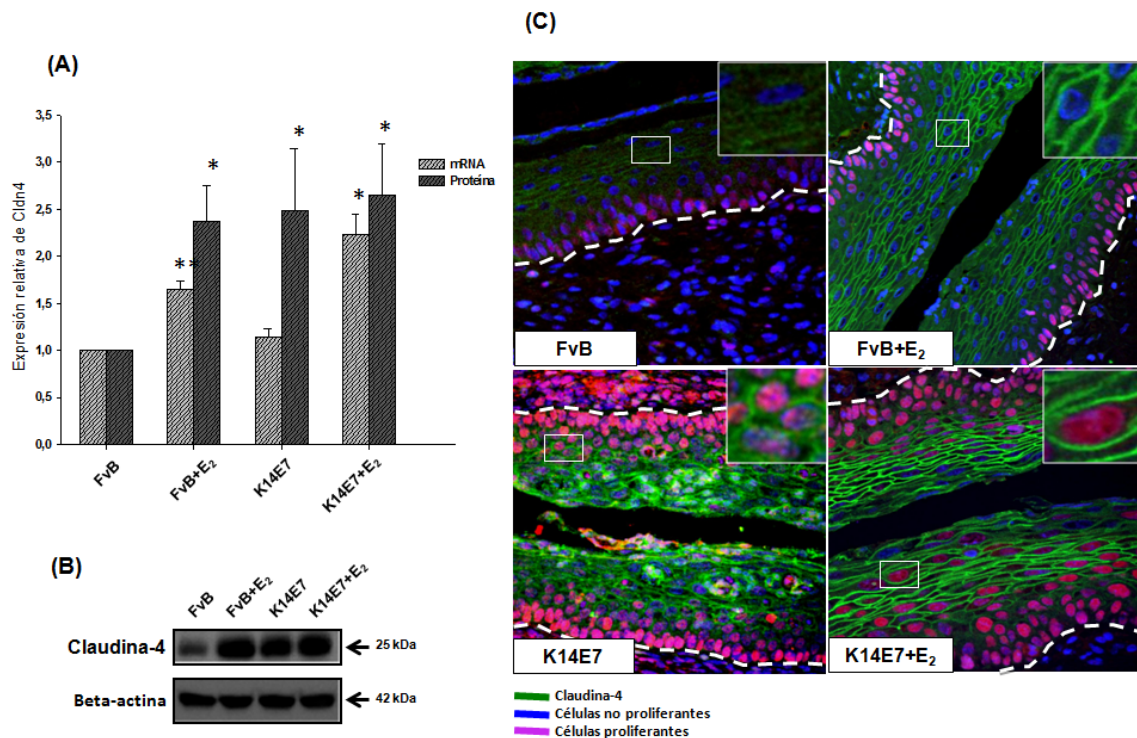 (A)
Expresión relativa de Cldn4
3,5
3,0
2,5
2,0
1,5
1,0
0,5
0,0
* *
*
*
*
*
mRNA
Proteína
FvB
FvB+E₂
K14E7
K14E7+E₂
(B)
FvB
FvB+E₂
K14E7
K14E7+E₂
Claudina-4
25 kDa
Beta-actina
42 kDa
(C)
FvB
FvB+E₂
K14E7
K14E7+E₂
Claudina-4
Células no proliferantes
Células proliferantes